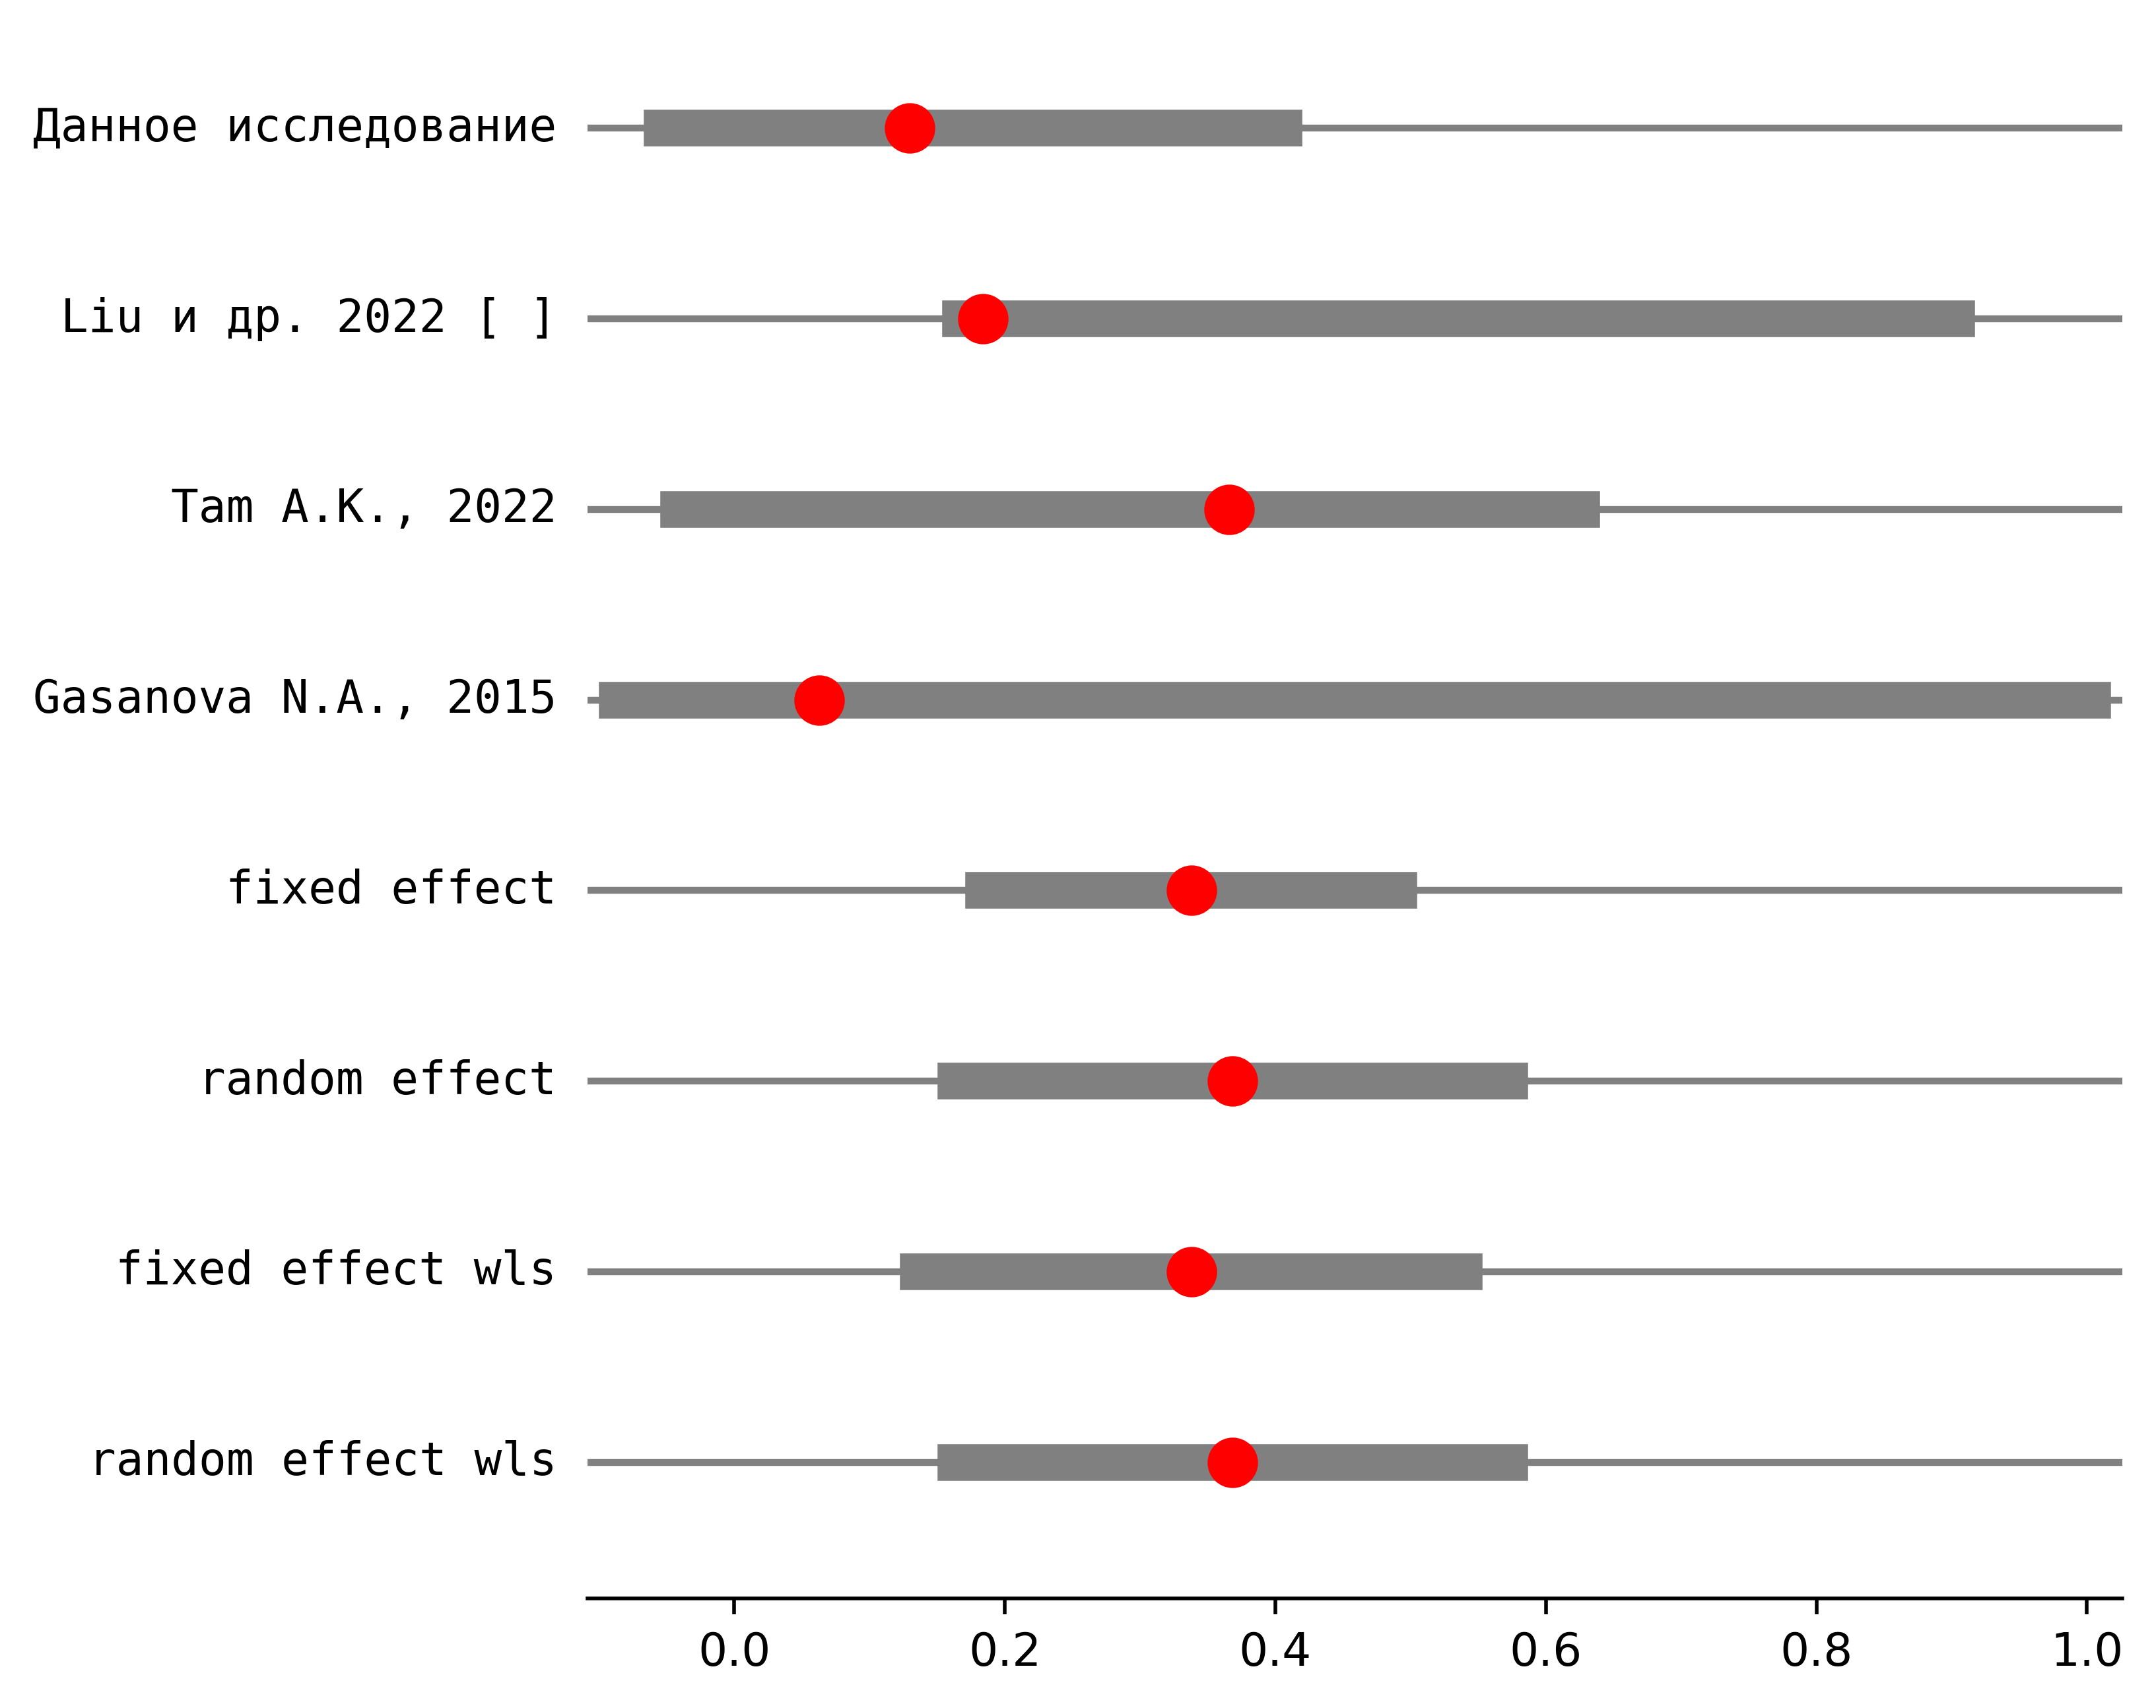 Данное исследование
Liu и др. 2022 [ ]
Tam A.K., 2022
Gasanova N.A., 2015
fixed effect
random effect
fixed effect wls
random effect wls
0.0 0.2 0.4 0.6 0.8 1.0